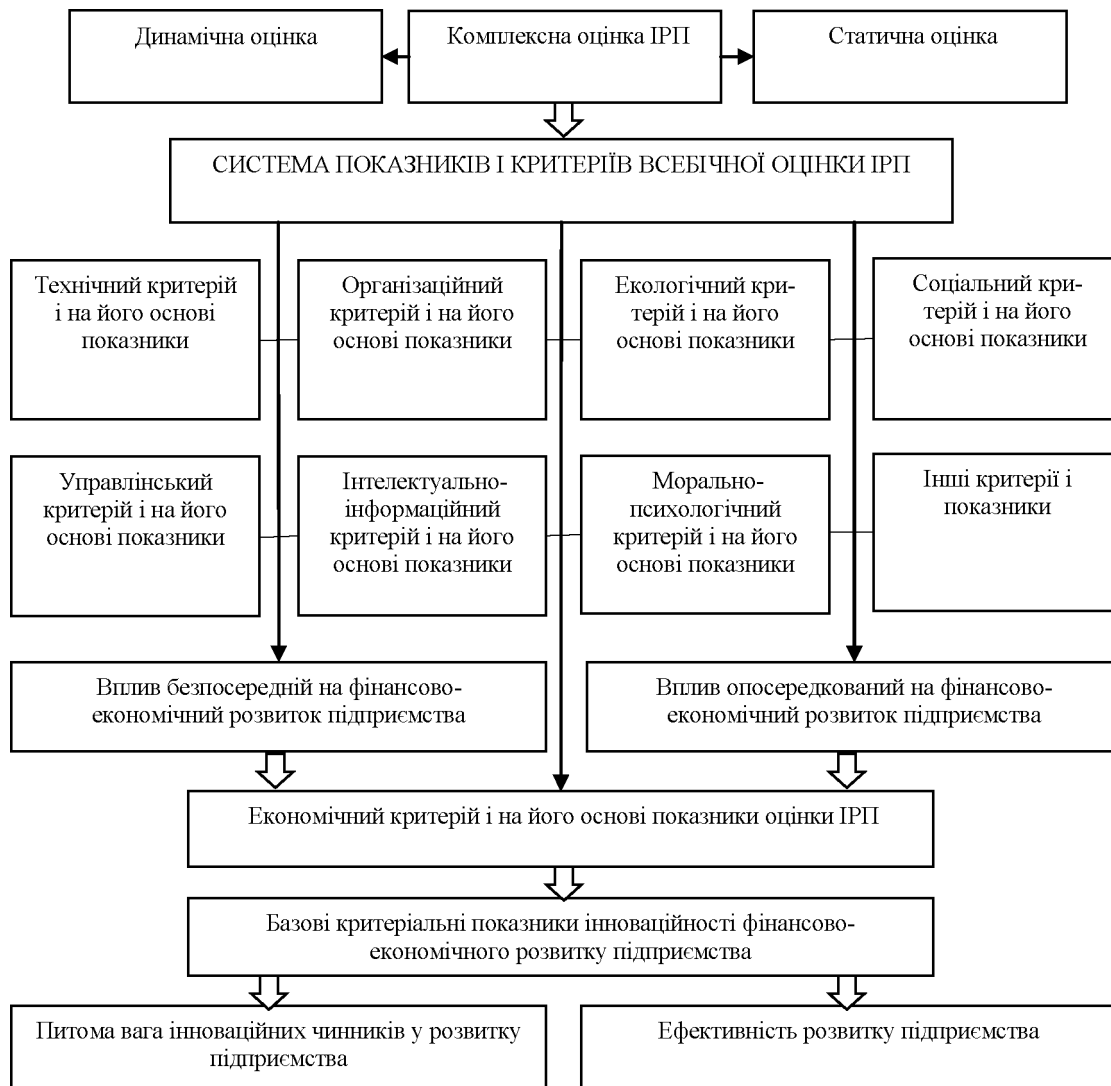 Динамічна оцінка
Комплексна оцінка ІРП
Статична оцінка
СИСТЕМА ПОКАЗНИКІВ І КРИТЕРІЇВ ВСЕБІЧНОЇ ОЦІНКИ ІРП
Технічний критерій
і на його основі
показники
Організаційний
критерій і на його
основі показники
Екологічний кри-
терій і на його
основі показники
Соціальний кри-
терій і на його
основі показники
Управлінський
критерій і на його
основі показники
Інтелектуально-
інформаційний
критерій і на його
основі показники
Морально-
психологічний
критерій і на його
основі показники
Інші критерії і
показники
Вплив безпосередній на фінансово-
економічний розвиток підприємства
Вплив опосередкований на фінансово-
економічний розвиток підприємства
Економічний критерій і на його основі показники оцінки ІРП
Базові критеріальні показники інноваційності фінансово-
економічного розвитку підприємства
Питома вага інноваційних чинників у розвитку
підприємства
Ефективність розвитку підприємства